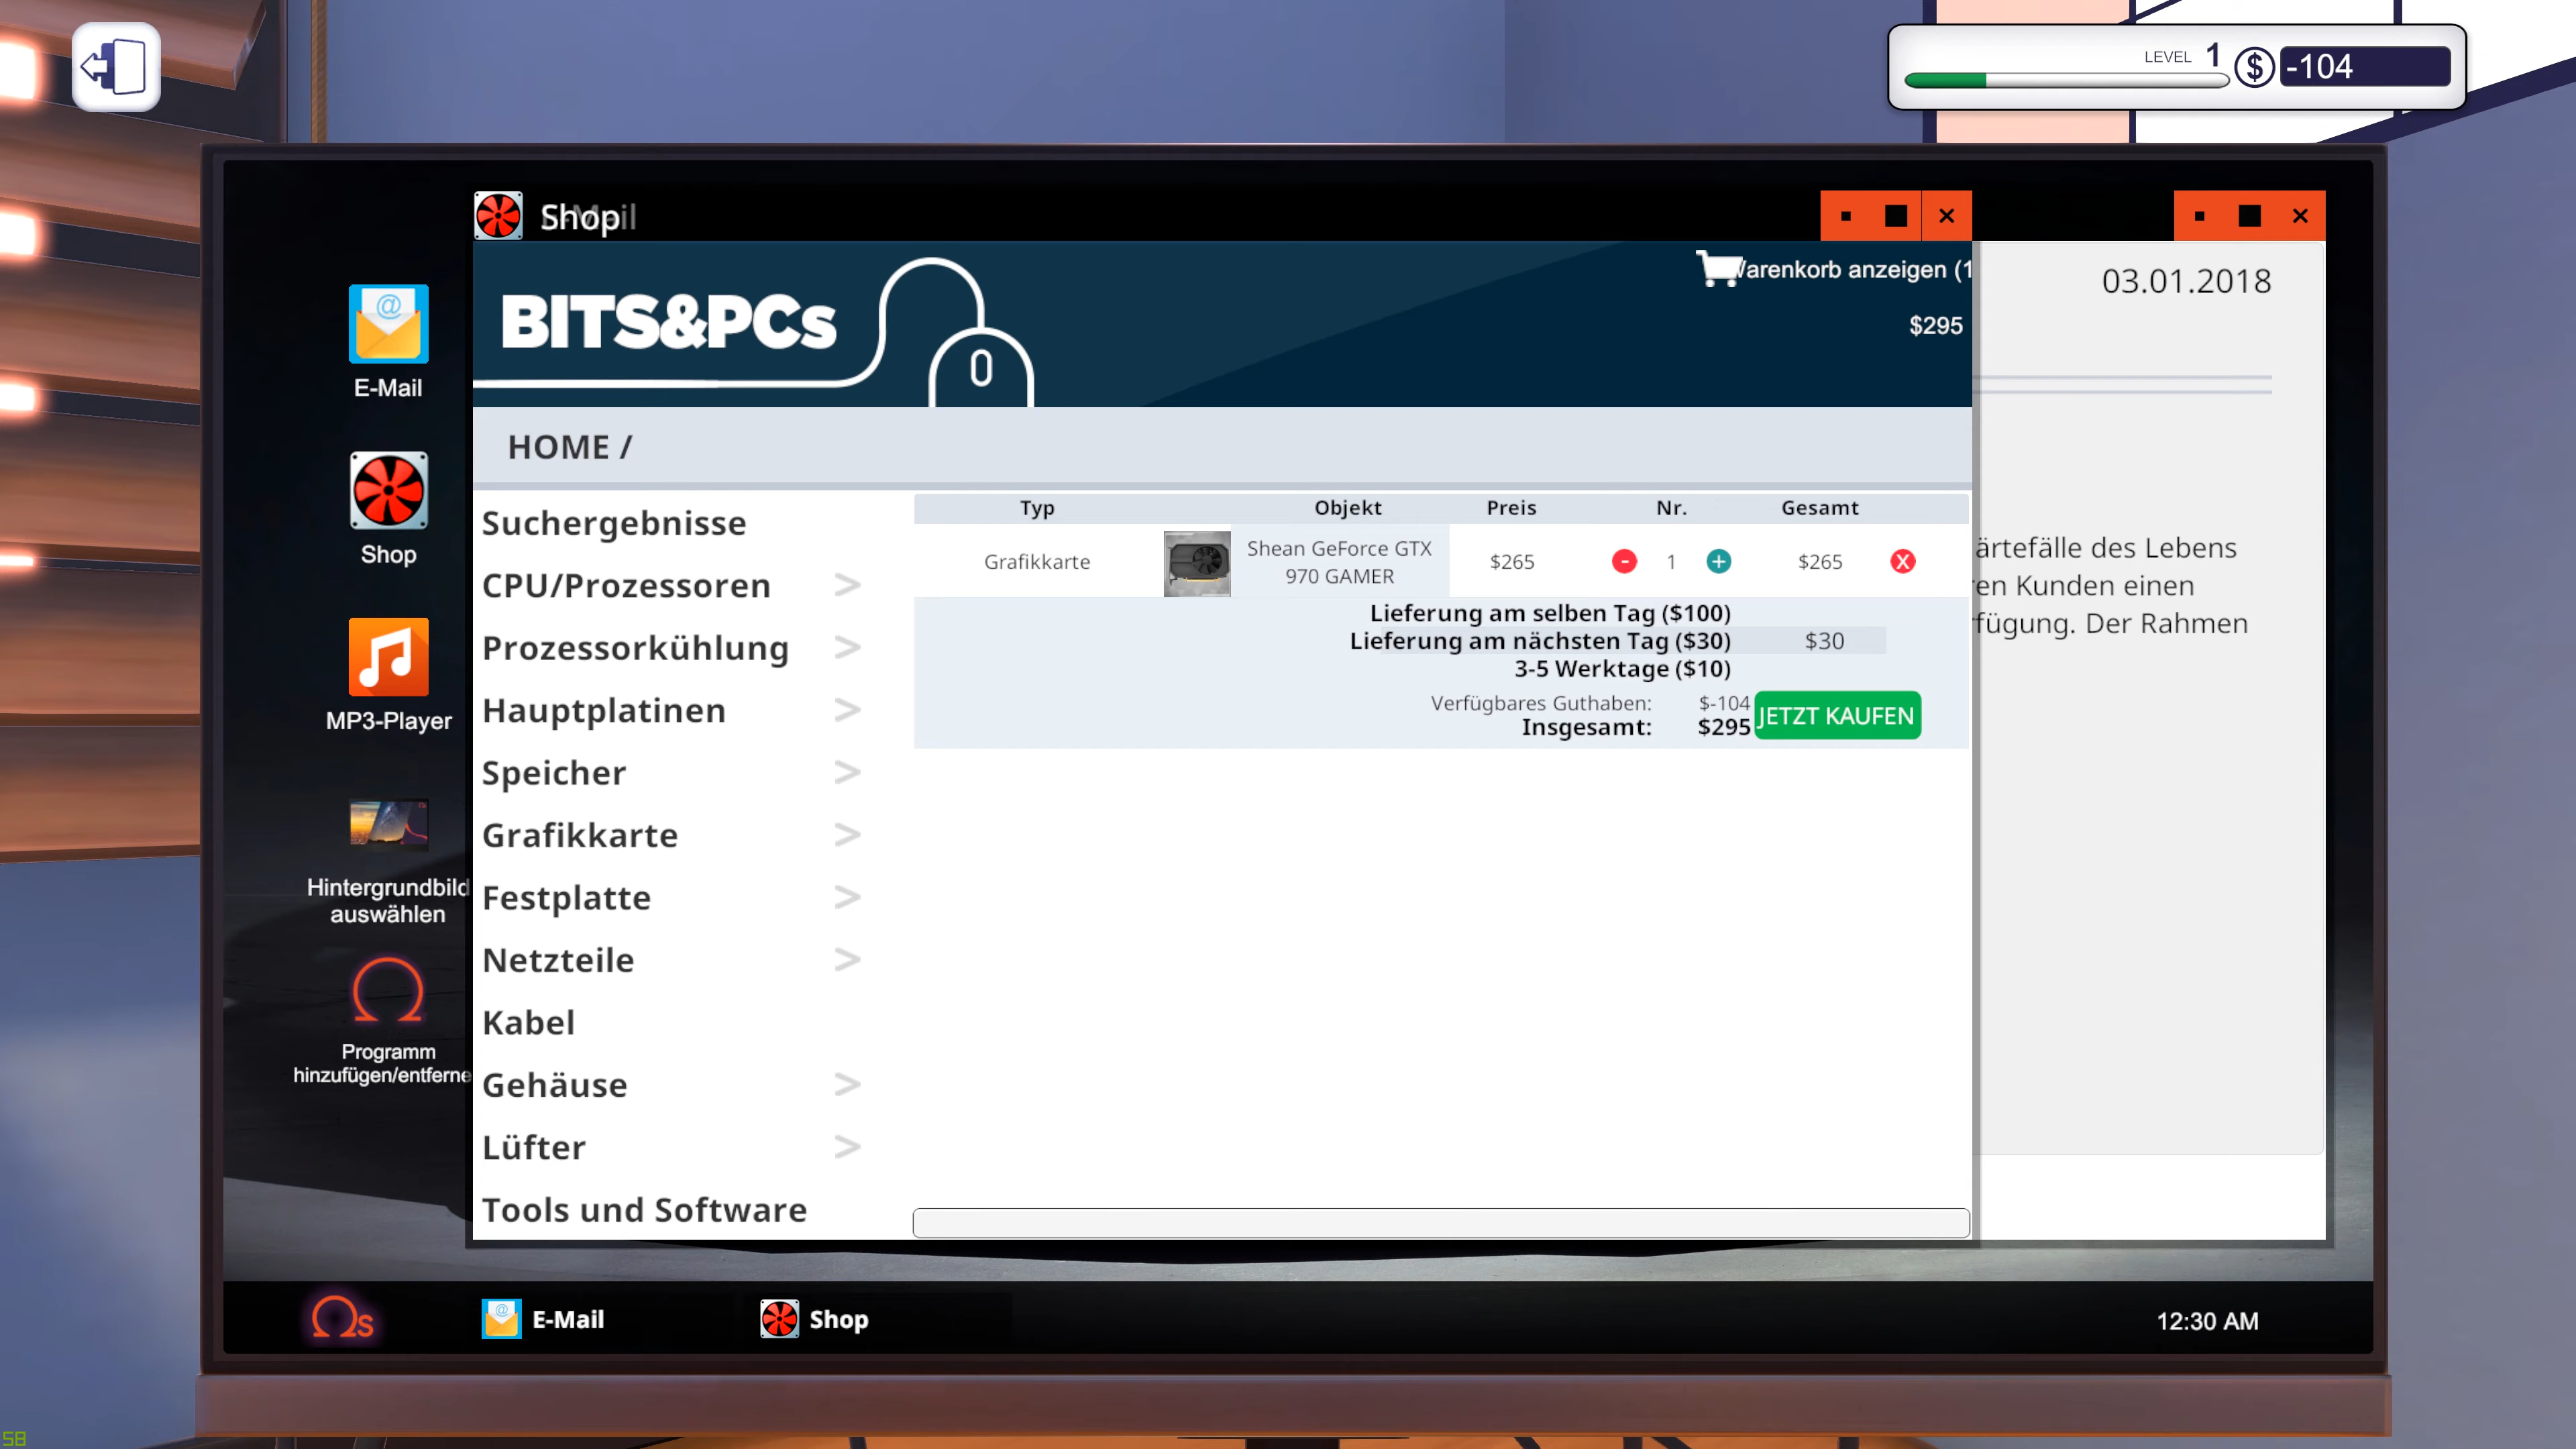 LEVEL 1 $ -104
Shop
BITS&PCs
Warenkorb anzeigen (1
$295
03.01.2018
HOME /
E-Mail
Shop
MP3-Player
Hintergrundbild
auswählen
Programm
hinzufügen/entferne
Suchergebnisse
CPU/Prozessoren >
Prozessorkühlung >
Hauptplatinen >
Speicher >
Grafikkarte >
Festplatte >
Netzteile >
Kabel
Gehäuse >
Lüfter >
Tools und Software
Typ Objekt Preis Nr. Gesamt
Grafikkarte Shean GeForce GTX
970 GAMER $265 - 1 + $265 X
Lieferung am selben Tag ($100)
Lieferung am nächsten Tag ($30) $30
3-5 Werktage ($10)
Verfügbares Guthaben: $-104
Insgesamt: $295
JETZT KAUFEN
ärtefälle des Lebens
en Kunden einen
fügung. Der Rahmen
Ωs E-Mail Shop 12:30 AM
58